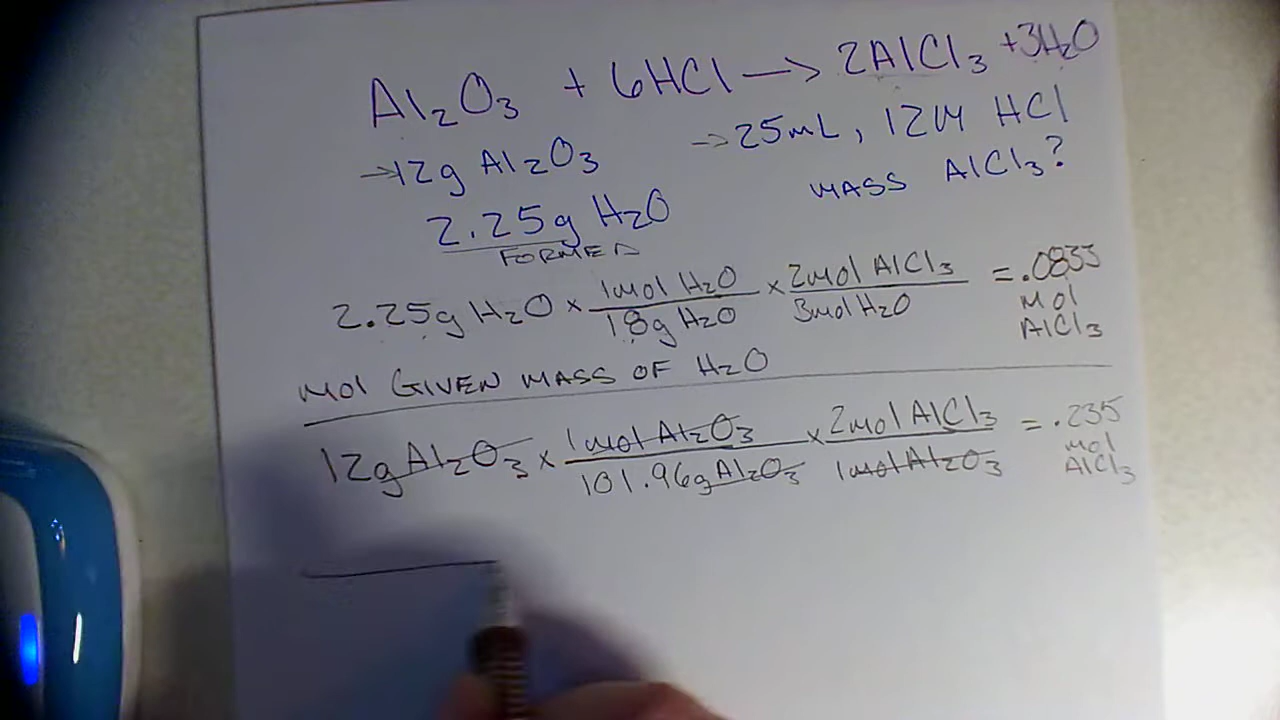 Al2O3 + 6HCl → 2AlCl3 + 3H2O
→12g Al2O3 →25mL, 12M HCl
2.25g H2O MASS AlCl3?
FORMED
2.25g H2O × 1mol H2O / 18g H2O × 2mol AlCl3 / 3mol H2O = .0833 mol AlCl3
mol GIVEN MASS OF H2O
12g Al2O3 × 1mol Al2O3 / 101.96g Al2O3 × 2mol AlCl3 / 1mol Al2O3 = .235 mol AlCl3